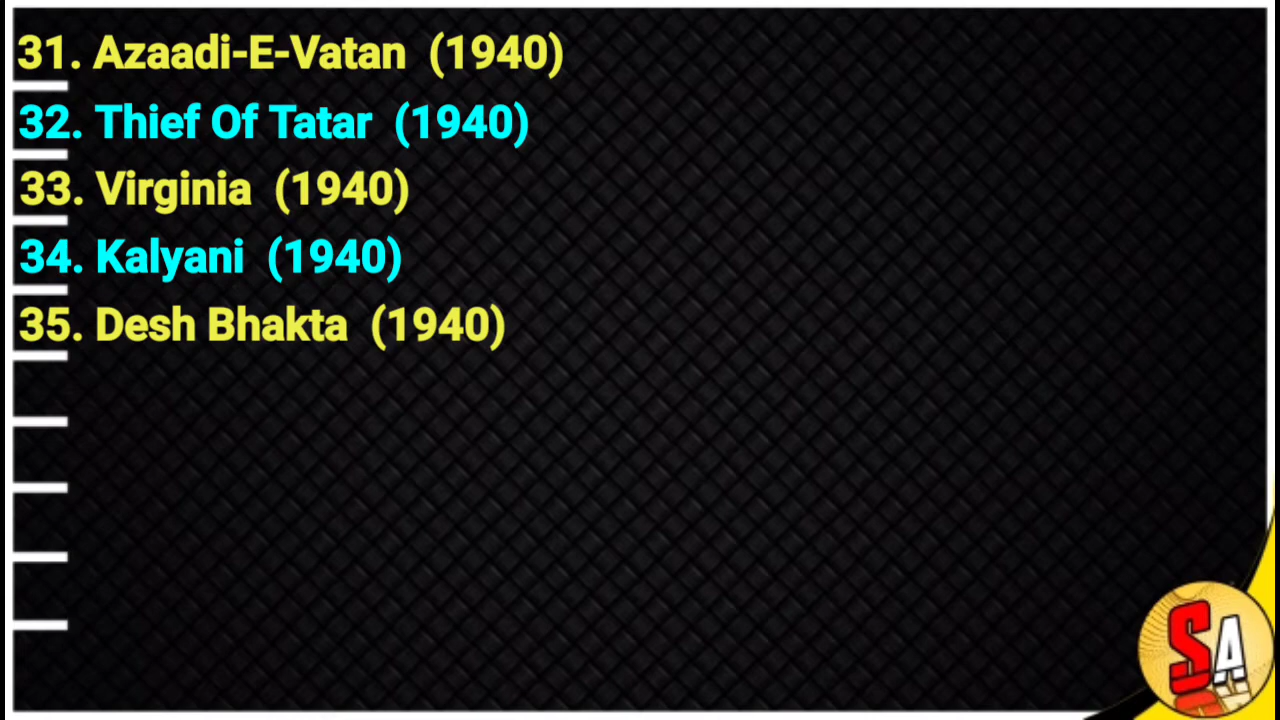 31. Azaadi-E-Vatan (1940)
32. Thief Of Tatar (1940)
33. Virginia (1940)
34. Kalyani (1940)
35. Desh Bhakta (1940)
SA